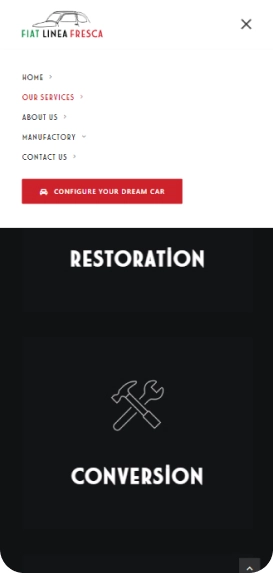 FIAT LINEA FRESCA
HOME
OUR SERVICES
ABOUT US
MANUFACTORY
CONTACT US
CONFIGURE YOUR DREAM CAR
RESTORATION
CONVERSION